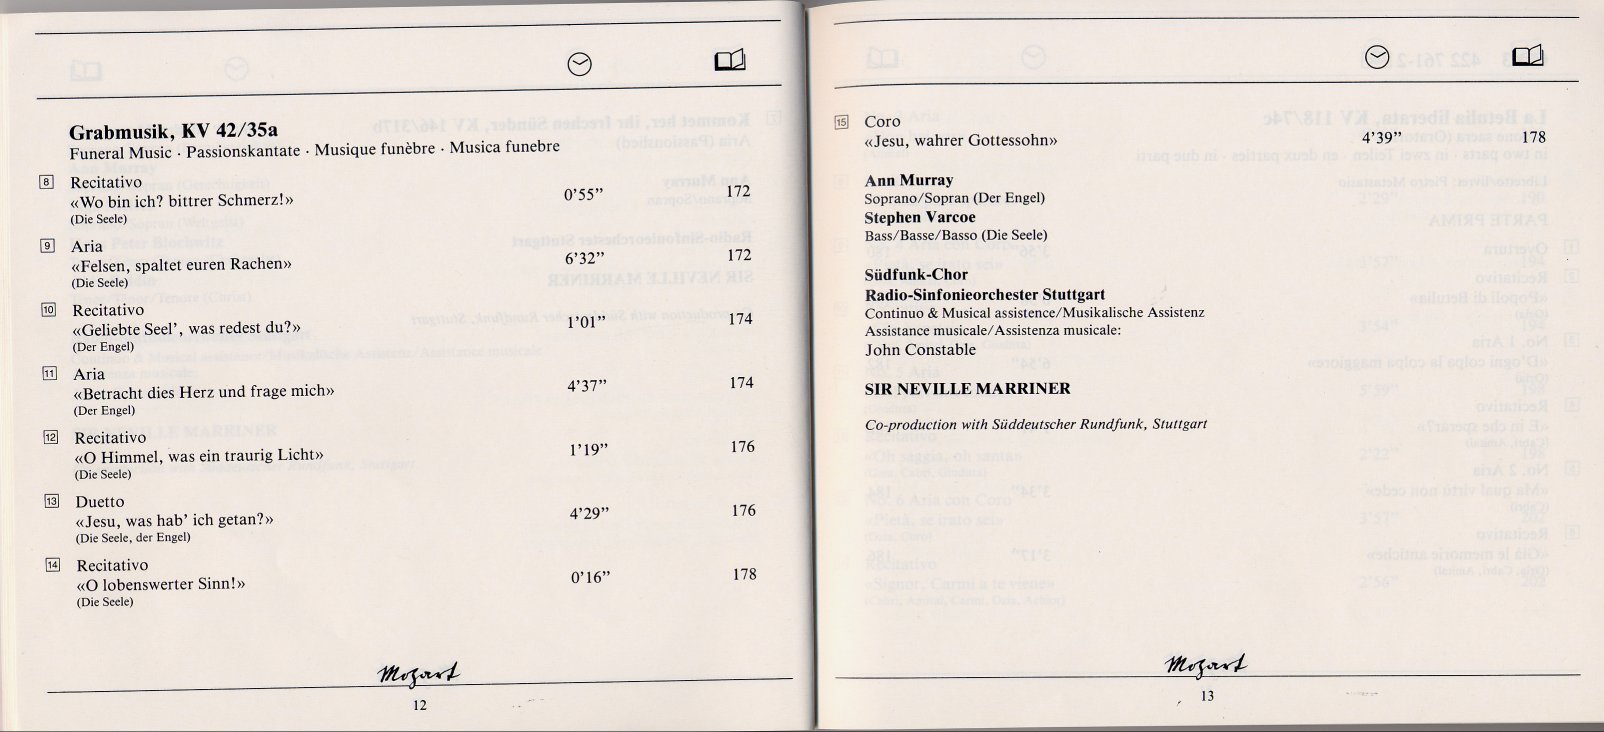 Grabmusik, KV 42/35a
Funeral Music · Passionskantate · Musique funèbre · Musica funebre
8 Recitativo
«Wo bin ich? bittrer Schmerz!» 0’55” 172
(Die Seele)
9 Aria
«Felsen, spaltet euren Rachen» 6’32” 172
(Die Seele)
10 Recitativo
«Geliebte Seel’, was redest du?» 1’01” 174
(Der Engel)
11 Aria
«Betracht dies Herz und frage mich» 4’37” 174
(Der Engel)
12 Recitativo
«O Himmel, was ein traurig Licht» 1’19” 176
(Die Seele)
13 Duetto
«Jesu, was hab’ ich getan?» 4’29” 176
(Die Seele, der Engel)
14 Recitativo
«O lobenswerter Sinn!» 0’16” 178
(Die Seele)
Mozart
12
15 Coro
«Jesu, wahrer Gottessohn» 4’39” 178
Ann Murray
Soprano/Sopran (Der Engel)
Stephen Varcoe
Bass/Basse/Basso (Die Seele)
Südfunk-Chor
Radio-Sinfonieorchester Stuttgart
Continuo & Musical assistence/Musikalische Assistenz
Assistance musicale/Assistenza musicale:
John Constable
SIR NEVILLE MARRINER
Co-production with Süddeutscher Rundfunk, Stuttgart
Mozart
13